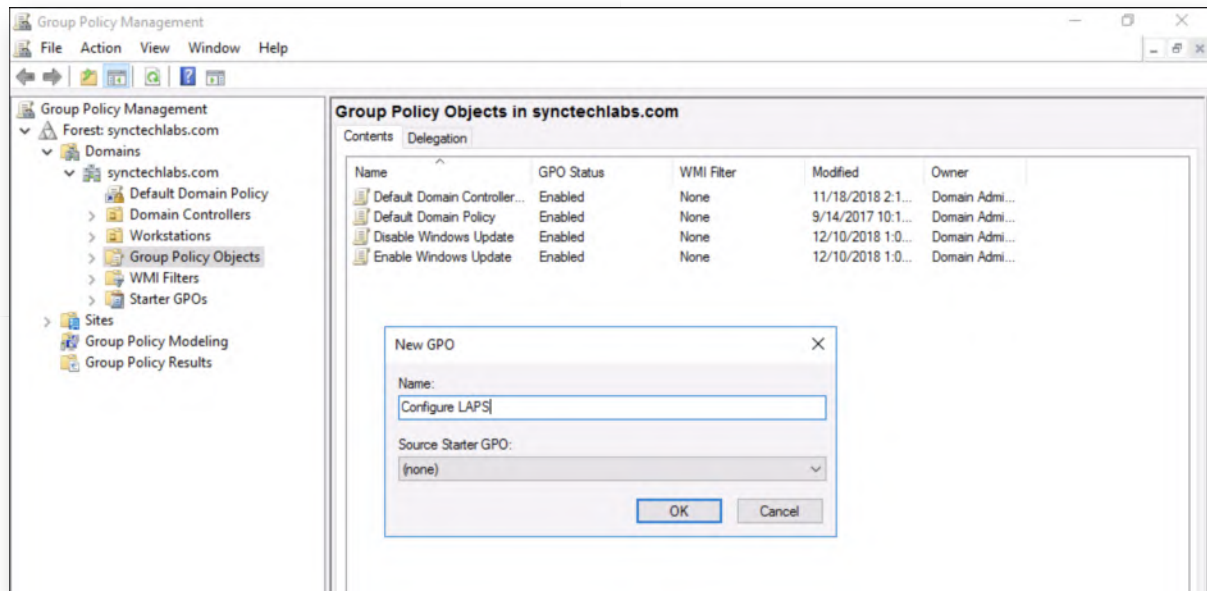 Group Policy Management
File Action View Window Help
Group Policy Management
Forest: synctechlabs.com
Domains
synctechlabs.com
Default Domain Policy
Domain Controllers
Workstations
Group Policy Objects
WMI Filters
Starter GPOs
Sites
Group Policy Modeling
Group Policy Results
Group Policy Objects in synctechlabs.com
Contents Delegation
Name GPO Status WMI Filter Modified Owner
Default Domain Controller... Enabled None 11/18/2018 2:1... Domain Admi...
Default Domain Policy Enabled None 9/14/2017 10:1... Domain Admi...
Disable Windows Update Enabled None 12/10/2018 1:0... Domain Admi...
Enable Windows Update Enabled None 12/10/2018 1:0... Domain Admi...
New GPO
Name:
Configure LAPS
Source Starter GPO:
(none)
OK Cancel